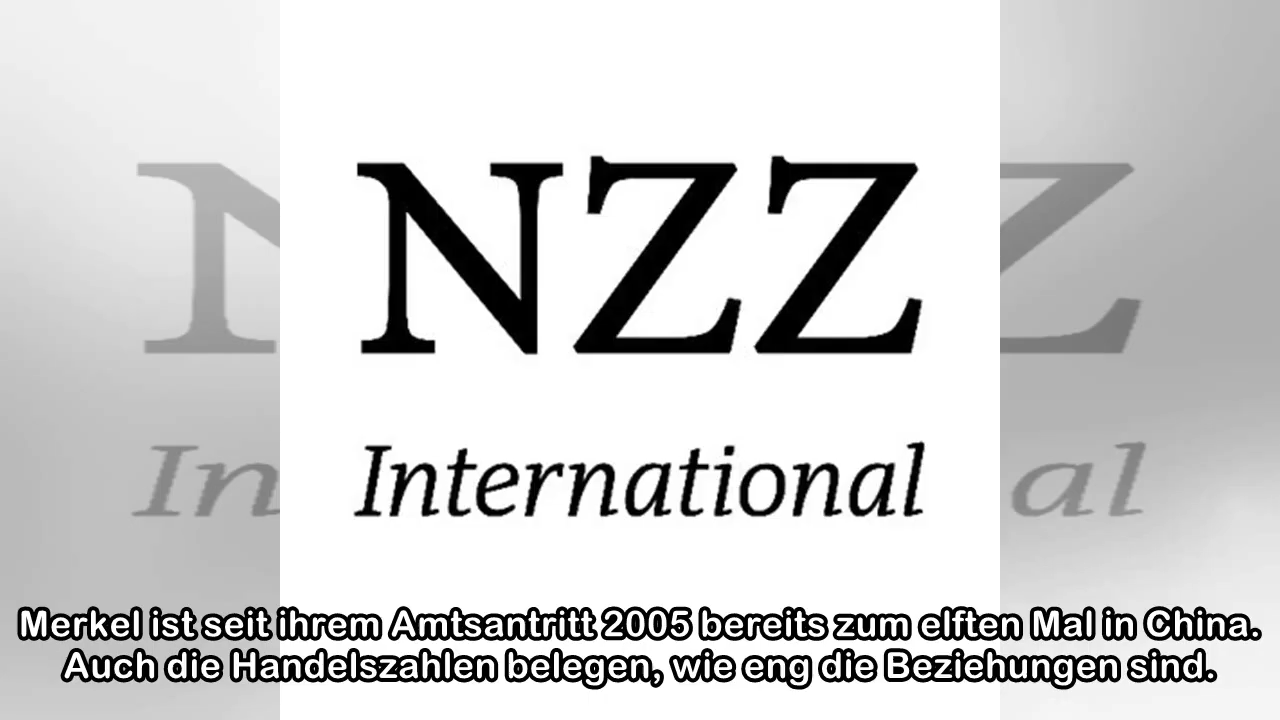 NZZ
International
Merkel ist seit ihrem Amtsantritt 2005 bereits zum elften Mal in China.
Auch die Handelszahlen belegen, wie eng die Beziehungen sind.